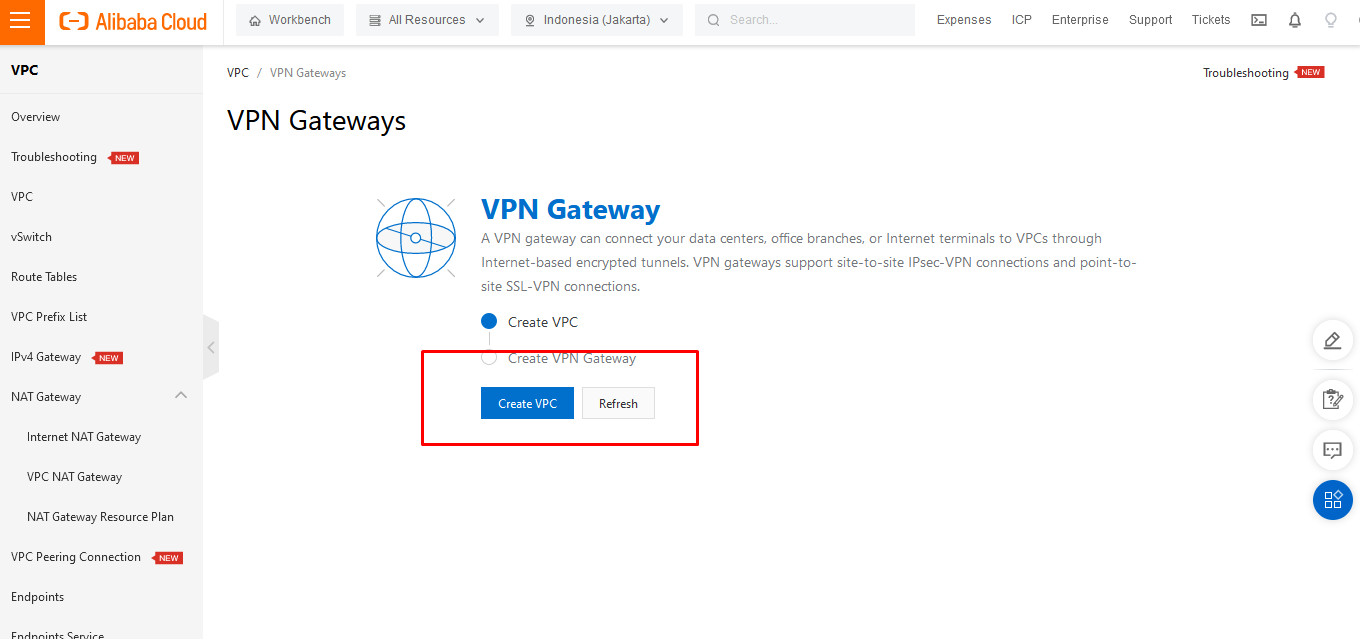 Alibaba Cloud
Workbench
All Resources
Indonesia (Jakarta)
Search...
Expenses
ICP
Enterprise
Support
Tickets
VPC
Overview
Troubleshooting NEW
VPC
vSwitch
Route Tables
VPC Prefix List
IPv4 Gateway NEW
NAT Gateway
Internet NAT Gateway
VPC NAT Gateway
NAT Gateway Resource Plan
VPC Peering Connection NEW
Endpoints
Endpoints Service
VPC / VPN Gateways
Troubleshooting NEW
VPN Gateways
VPN Gateway
A VPN gateway can connect your data centers, office branches, or Internet terminals to VPCs through
Internet-based encrypted tunnels. VPN gateways support site-to-site IPsec-VPN connections and point-to-
site SSL-VPN connections.
Create VPC
Create VPN Gateway
Create VPC
Refresh